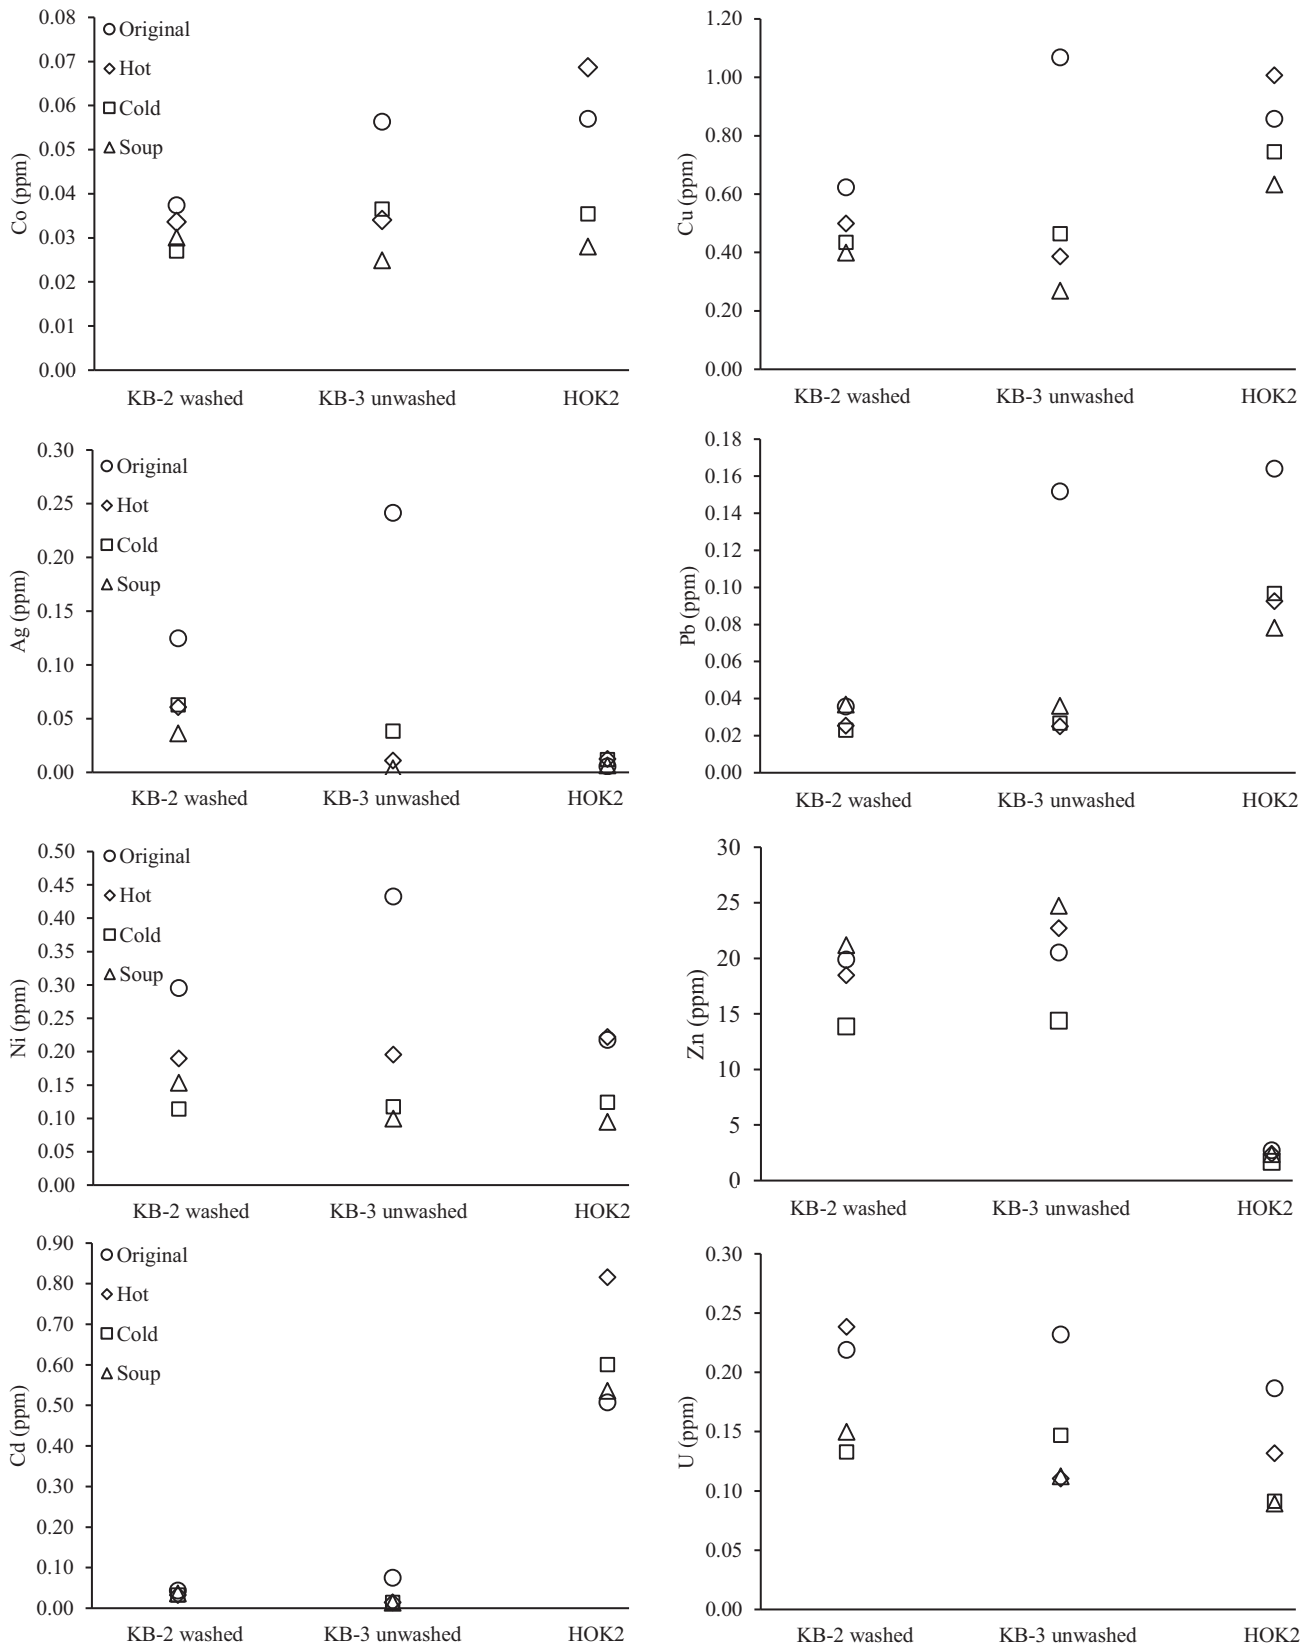 Co (ppm)
0.08
0.07
0.06
0.05
0.04
0.03
0.02
0.01
0.00
Original
Hot
Cold
Soup
KB-2 washed
KB-3 unwashed
HOK2
Cu (ppm)
1.20
1.00
0.80
0.60
0.40
0.20
0.00
KB-2 washed
KB-3 unwashed
HOK2
Ag (ppm)
0.30
0.25
0.20
0.15
0.10
0.05
0.00
Original
Hot
Cold
Soup
KB-2 washed
KB-3 unwashed
HOK2
Pb (ppm)
0.18
0.16
0.14
0.12
0.10
0.08
0.06
0.04
0.02
0.00
KB-2 washed
KB-3 unwashed
HOK2
Ni (ppm)
0.50
0.45
0.40
0.35
0.30
0.25
0.20
0.15
0.10
0.05
0.00
Original
Hot
Cold
Soup
KB-2 washed
KB-3 unwashed
HOK2
Zn (ppm)
30
25
20
15
10
5
0
KB-2 washed
KB-3 unwashed
HOK2
Cd (ppm)
0.90
0.80
0.70
0.60
0.50
0.40
0.30
0.20
0.10
0.00
Original
Hot
Cold
Soup
KB-2 washed
KB-3 unwashed
HOK2
U (ppm)
0.30
0.25
0.20
0.15
0.10
0.05
0.00
KB-2 washed
KB-3 unwashed
HOK2